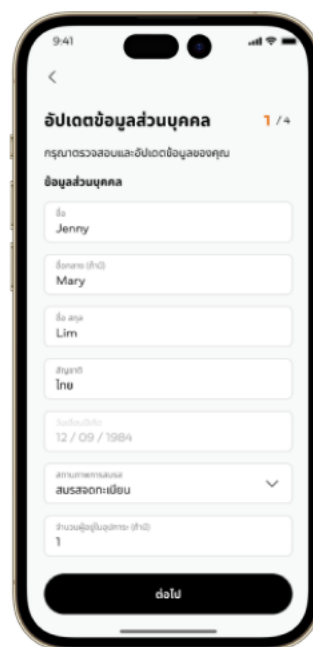 9:41
อัปเดตข้อมูลส่วนบุคคล 1 /4
กรุณาตรวจสอบและอัปเดตข้อมูลของคุณ
ข้อมูลส่วนบุคคล
ชื่อ
Jenny
ชื่อกลาง (ถ้ามี)
Mary
ชื่อ สกุล
Lim
สัญชาติ
ไทย
วันเดือนปีเกิด
12 / 09 / 1984
สถานภาพการสมรส
สมรสจดทะเบียน
จำนวนผู้อยู่ในอุปการะ (ถ้ามี)
1
ต่อไป